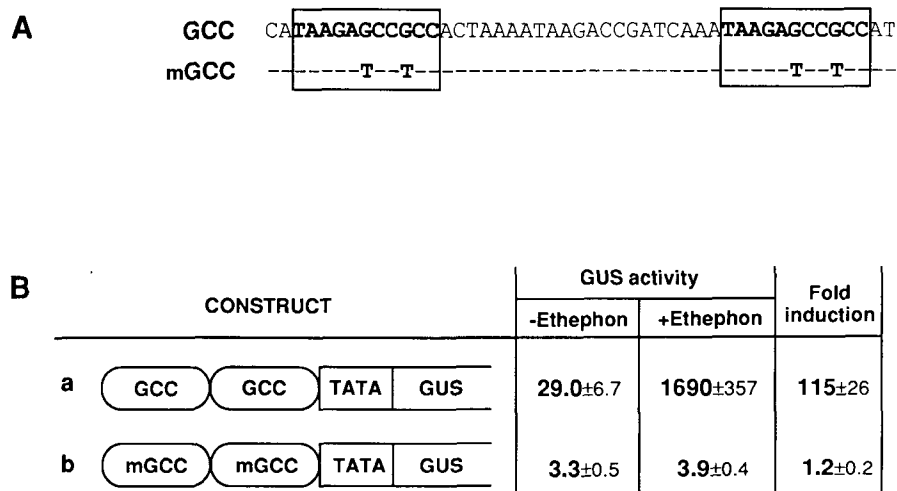 A
GCC CATAAGAGCCGCCACTAAAATAAGACCGATCAAATAAGAGCCGCCAT
mGCC -------T--T-----------------------------T--T----
B
CONSTRUCT
GUS activity
Fold induction
-Ethephon +Ethephon
a GCC GCC TATA GUS 29.0±6.7 1690±357 115±26
b mGCC mGCC TATA GUS 3.3±0.5 3.9±0.4 1.2±0.2